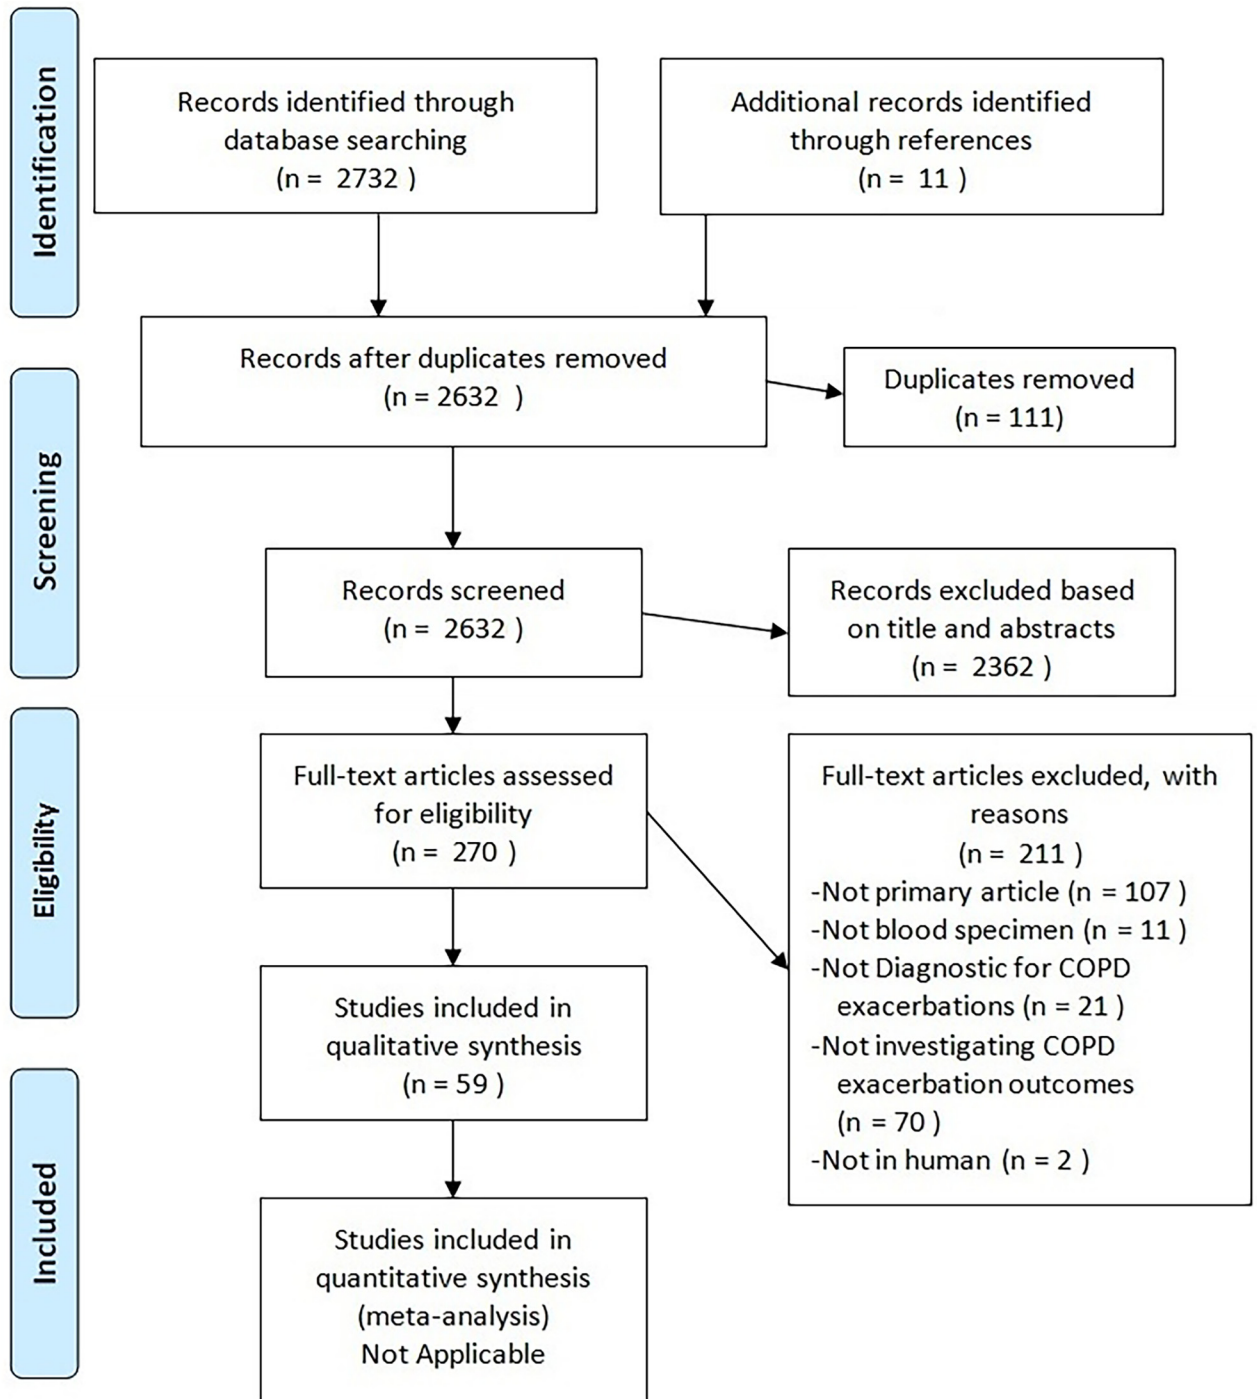 Identification
Records identified through
database searching
(n = 2732 )
Additional records identified
through references
(n = 11 )
Records after duplicates removed
(n = 2632 )
Duplicates removed
(n = 111)
Screening
Records screened
(n = 2632 )
Records excluded based
on title and abstracts
(n = 2362 )
Eligibility
Full-text articles assessed
for eligibility
(n = 270 )
Full-text articles excluded, with
reasons
(n = 211 )
-Not primary article (n = 107 )
-Not blood specimen (n = 11 )
-Not Diagnostic for COPD
exacerbations (n = 21 )
-Not investigating COPD
exacerbation outcomes
(n = 70 )
-Not in human (n = 2 )
Studies included in
qualitative synthesis
(n = 59 )
Included
Studies included in
quantitative synthesis
(meta-analysis)
Not Applicable